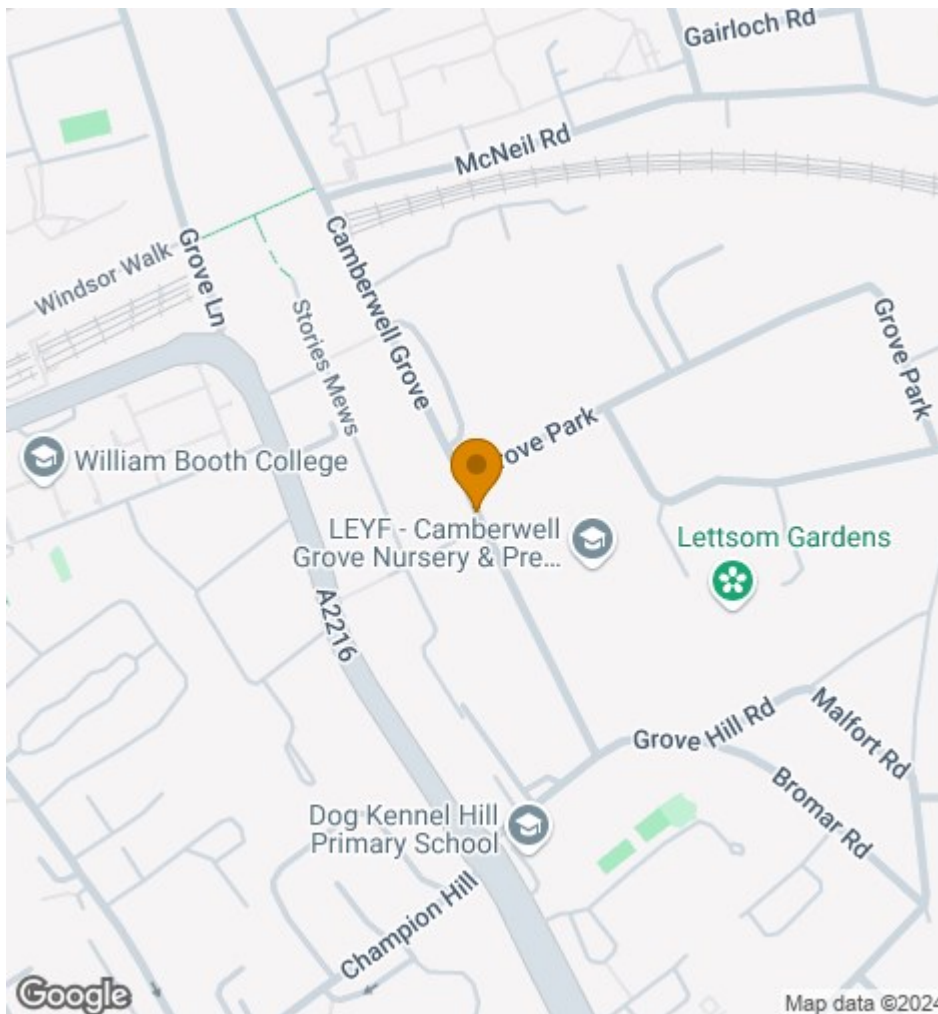 Gairloch Rd
McNeil Rd
Windsor Walk
Grove Ln
Camberwell Grove
Stories Mews
Grove Park
Grove Park
William Booth College
LEYF - Camberwell
Grove Nursery & Pre...
Lettsom Gardens
A2216
Grove Hill Rd
Malfort Rd
Bromar Rd
Dog Kennel Hill
Primary School
Champion Hill
Google
Map data ©2024